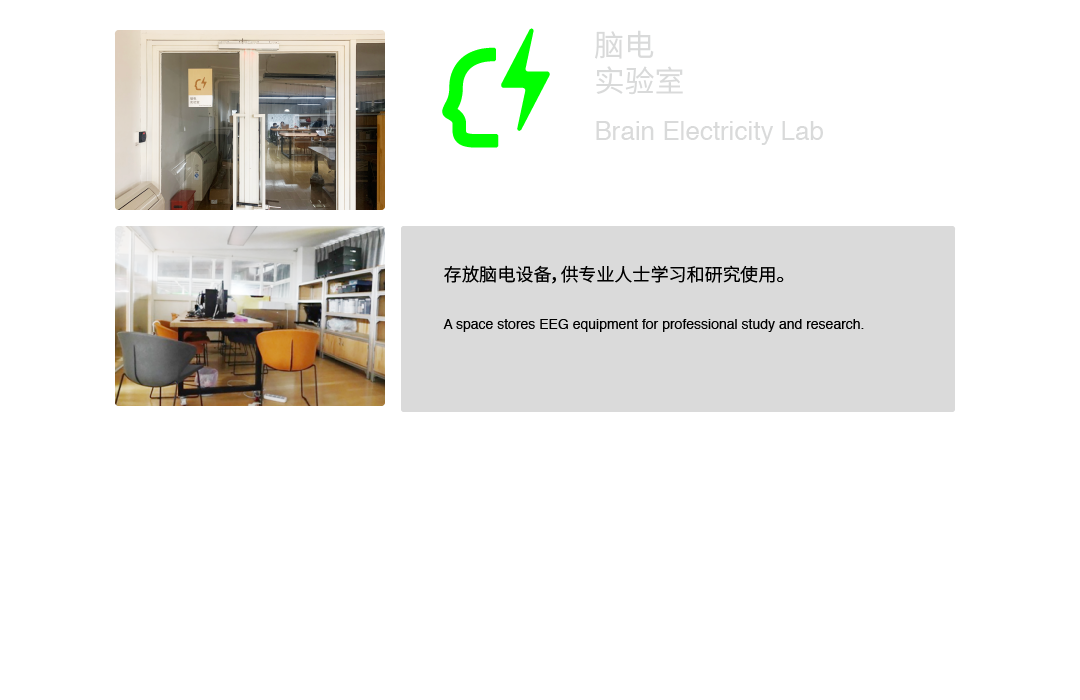 脑电
实验室
Brain Electricity Lab
存放脑电设备，供专业人士学习和研究使用。
A space stores EEG equipment for professional study and research.